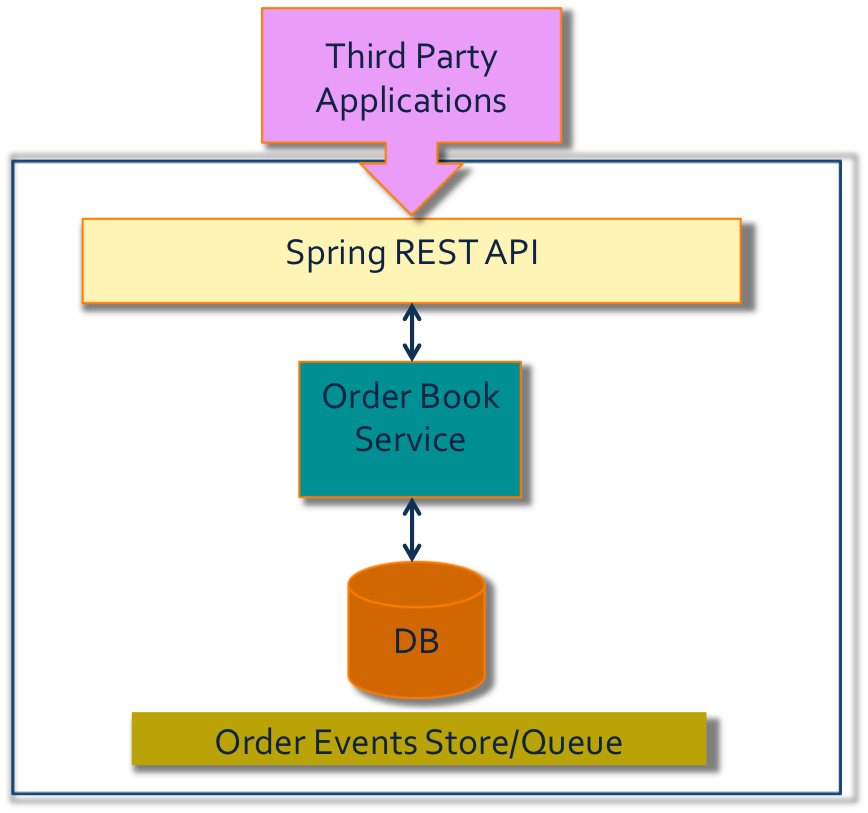 Third Party
Applications
Spring REST API
Order Book
Service
DB
Order Events Store/Queue